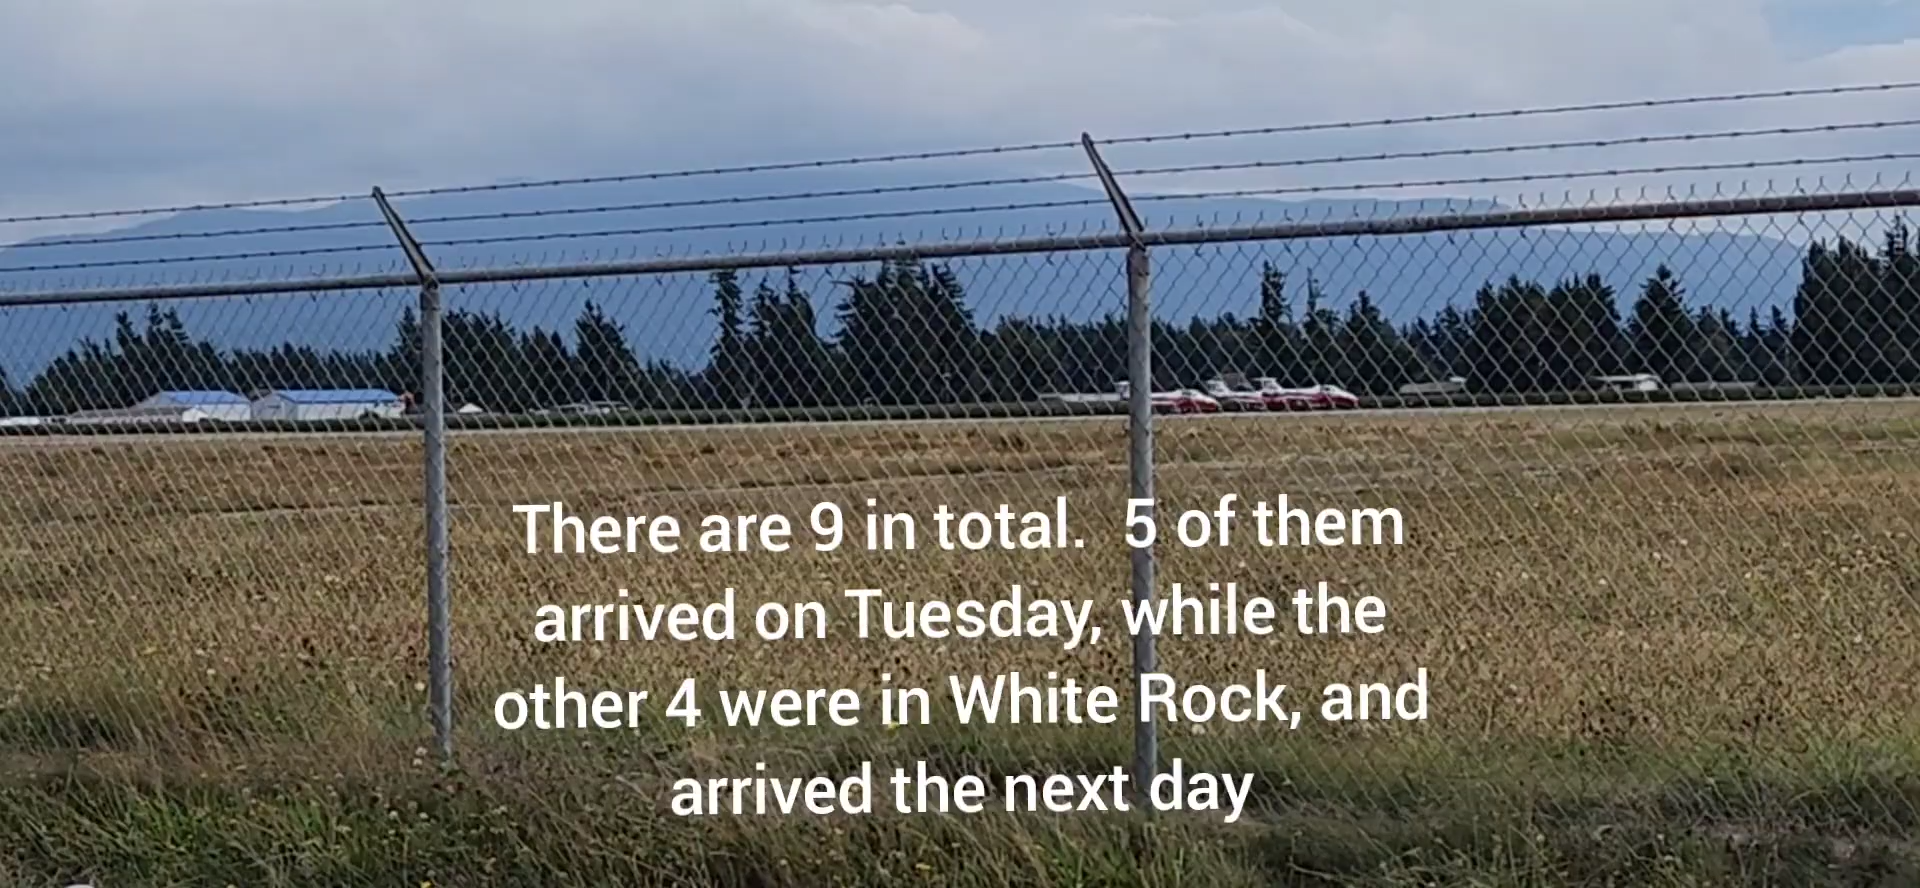 There are 9 in total.  5 of them
arrived on Tuesday, while the
other 4 were in White Rock, and
arrived the next day